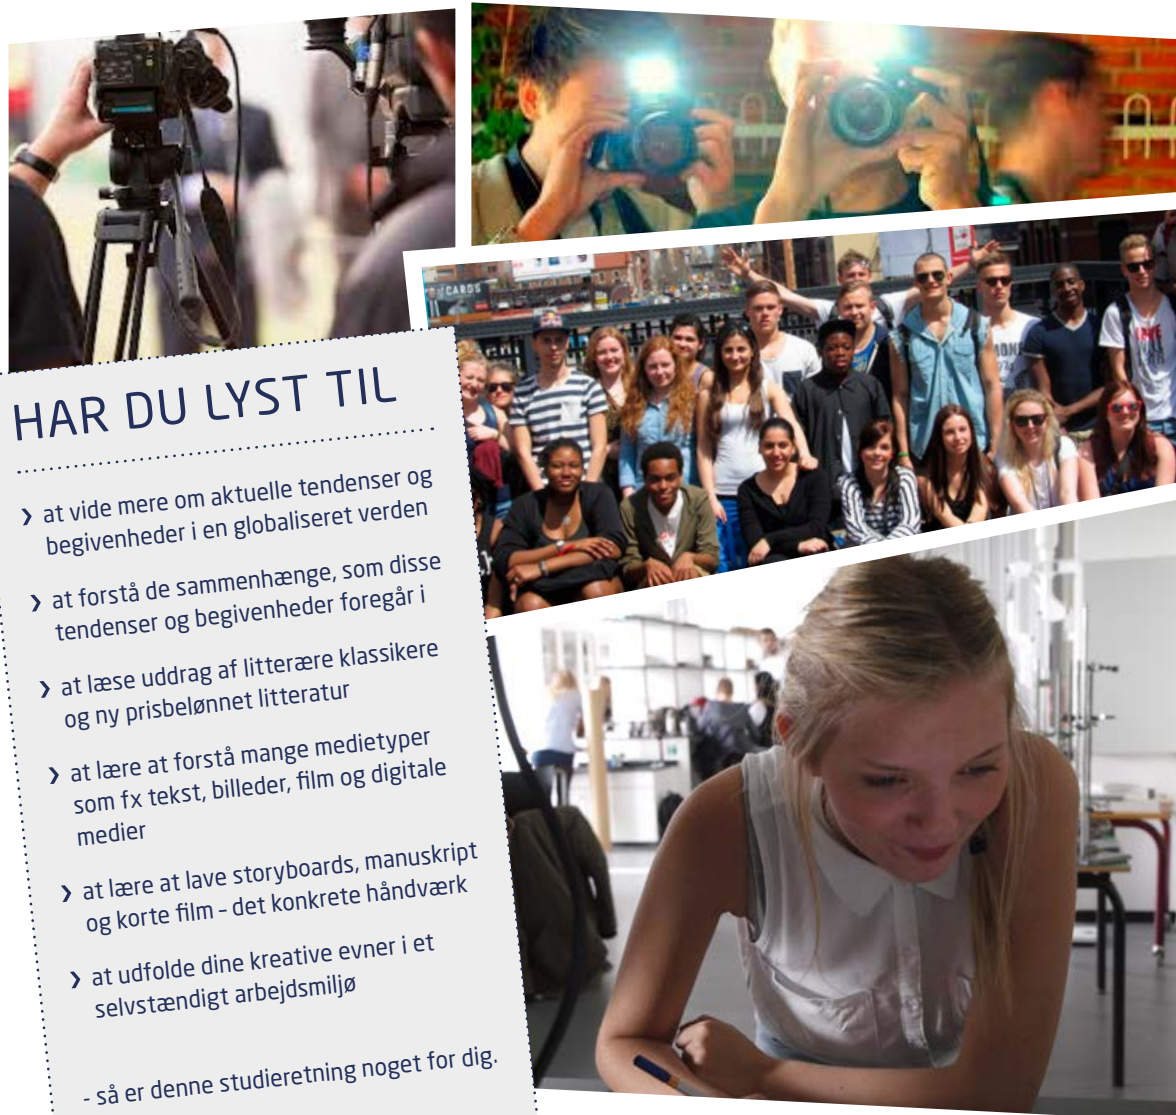 HAR DU LYST TIL
› at vide mere om aktuelle tendenser og
begivenheder i en globaliseret verden
› at forstå de sammenhænge, som disse
tendenser og begivenheder foregår i
› at læse uddrag af litterære klassikere
og ny prisbelønnet litteratur
› at lære at forstå mange medietyper
som fx tekst, billeder, film og digitale
medier
› at lære at lave storyboards, manuskript
og korte film – det konkrete håndværk
› at udfolde dine kreative evner i et
selvstændigt arbejdsmiljø
- så er denne studieretning noget for dig.
CARDS